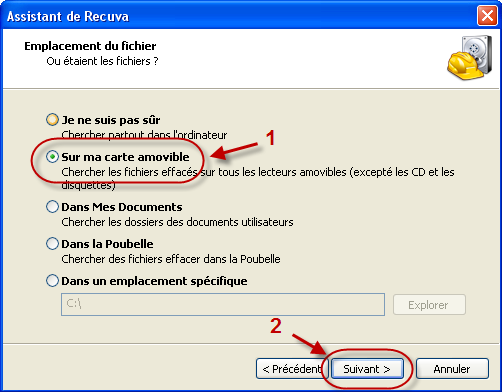 Assistant de Recuva
Emplacement du fichier
Ou étaient les fichiers ?
Je ne suis pas sûr
Chercher partout dans l'ordinateur
1
Sur ma carte amovible
Chercher les fichiers effacés sur tous les lecteurs amovibles (excepté les CD et les
disquettes)
Dans Mes Documents
Chercher les dossiers des documents utilisateurs
Dans la Poubelle
Chercher des fichiers effacer dans la Poubelle
Dans un emplacement spécifique
C:\ Explorer
2
< Précédent Suivant > Annuler